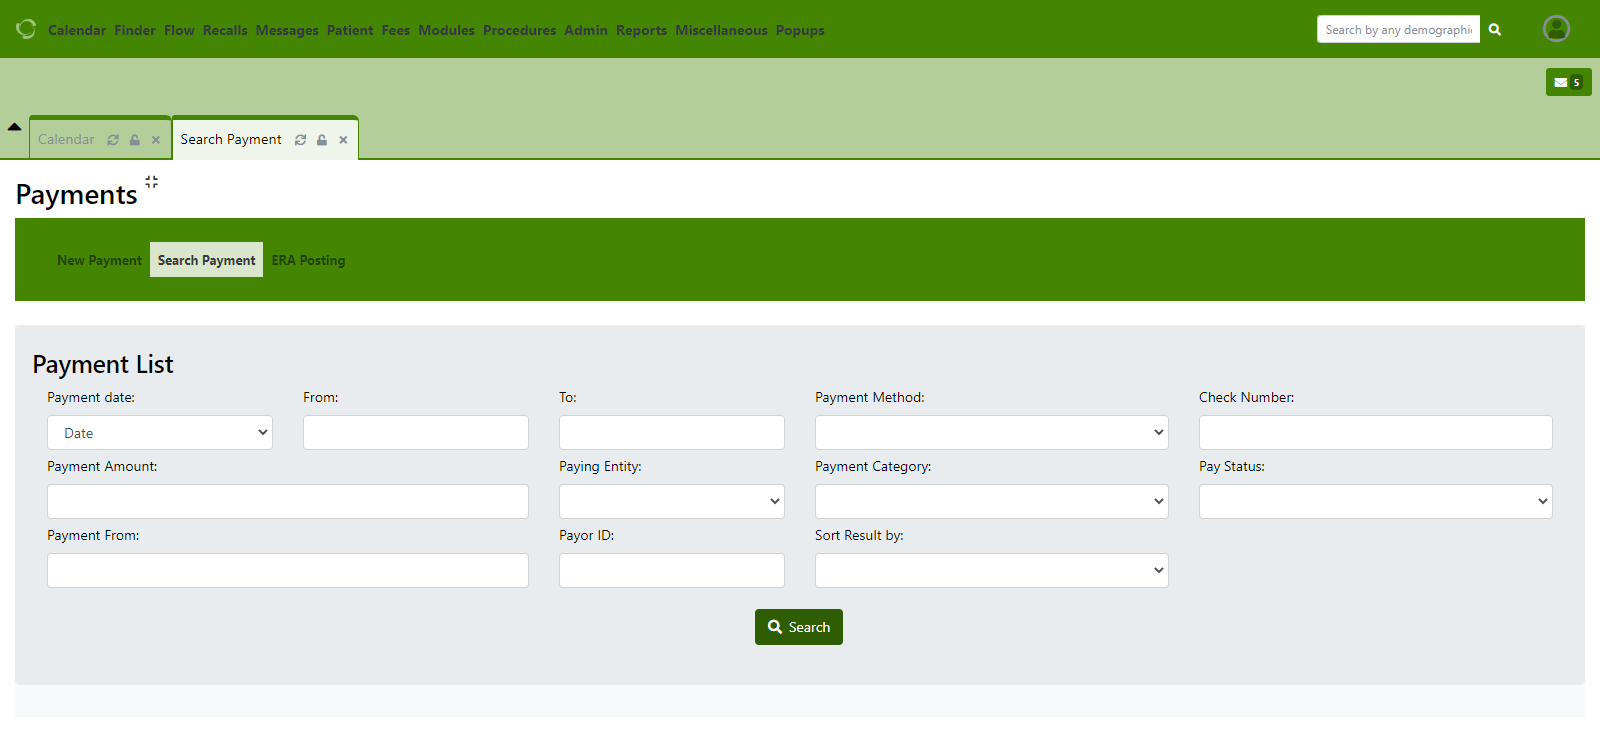 Calendar Finder Flow Recalls Messages Patient Fees Modules Procedures Admin Reports Miscellaneous Popups
Search by any demographi
5
Calendar
Search Payment
Payments
New Payment Search Payment ERA Posting
Payment List
Payment date: From: To: Payment Method: Check Number:
Date
Payment Amount: Paying Entity: Payment Category: Pay Status:
Payment From: Payor ID: Sort Result by:
Search